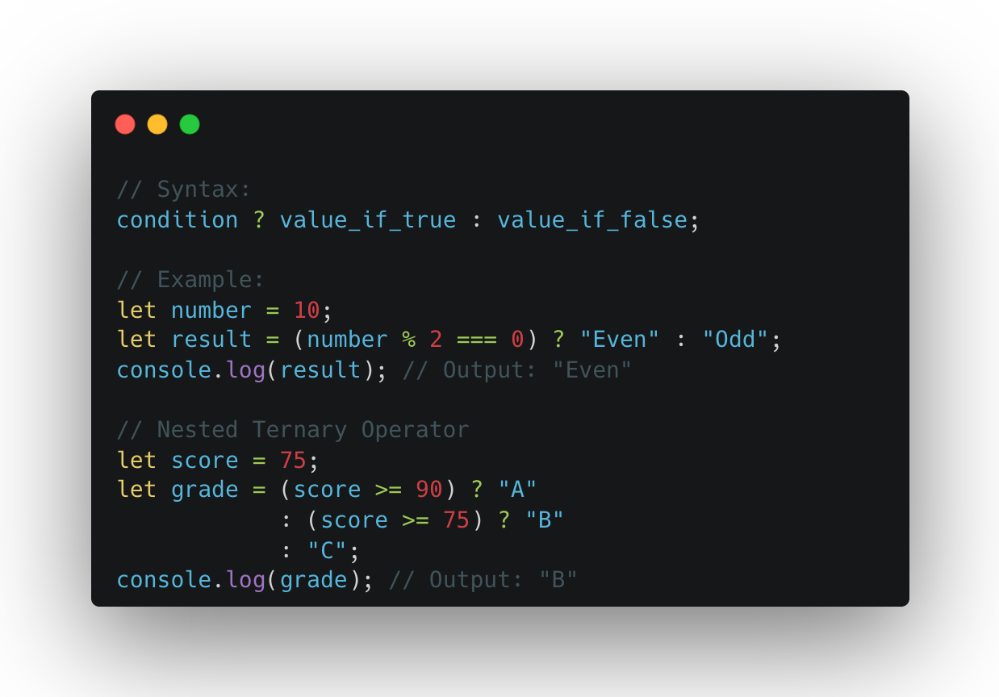 // Syntax:
condition ? value_if_true : value_if_false;
// Example:
let number = 10;
let result = (number % 2 === 0) ? "Even" : "Odd";
console.log(result); // Output: "Even"
// Nested Ternary Operator
let score = 75;
let grade = (score >= 90) ? "A"
            : (score >= 75) ? "B"
            : "C";
console.log(grade); // Output: "B"